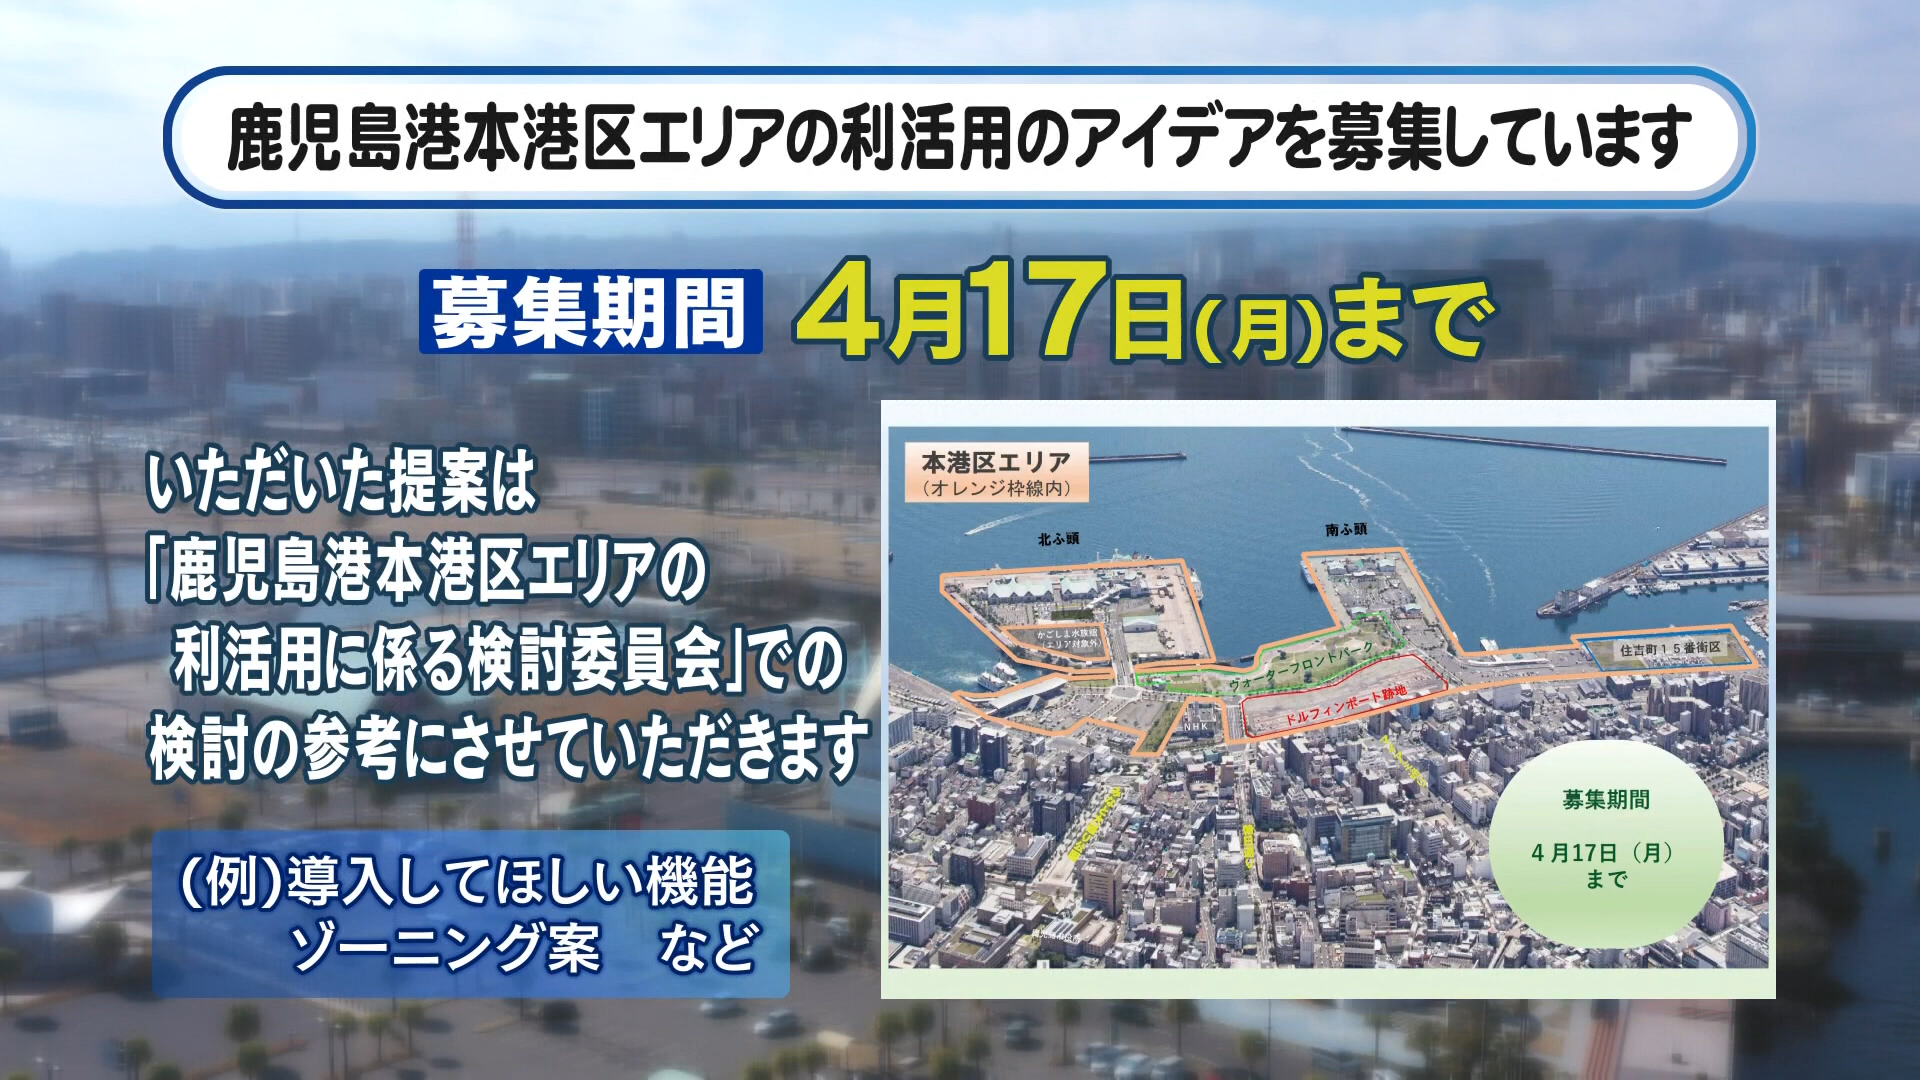 鹿児島港本港区エリアの利活用のアイデアを募集しています
募集期間 4月17日(月)まで
いただいた提案は
「鹿児島港本港区エリアの
利活用に係る検討委員会」での
検討の参考にさせていただきます
(例)導入してほしい機能
ゾーニング案 など
本港区エリア
(オレンジ枠線内)
北ふ頭
南ふ頭
かごしま水族館
(エリア対象外)
ウォーターフロントパーク
住吉町15番街区
ドルフィンポート跡地
NHK
募集期間
4月17日(月)
まで